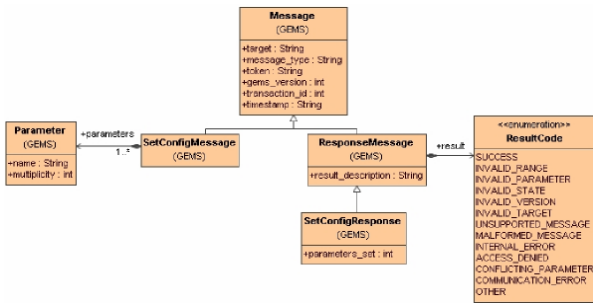 Message
(GEMS)
+target : String
+message_type : String
+token : String
+gems_version : int
+transaction_id : int
+timestamp : String
Parameter
(GEMS)
+name : String
+multiplicity : int
+parameters
1..*
SetConfigMessage
(GEMS)
ResponseMessage
(GEMS)
+result_description : String
+result
SetConfigResponse
(GEMS)
+parameters_set : int
<<enumeration>>
ResultCode
SUCCESS
INVALID_RANGE
INVALID_PARAMETER
INVALID_STATE
INVALID_VERSION
INVALID_TARGET
UNSUPPORTED_MESSAGE
MALFORMED_MESSAGE
INTERNAL_ERROR
ACCESS_DENIED
CONFLICTING_PARAMETER
COMMUNICATION_ERROR
OTHER